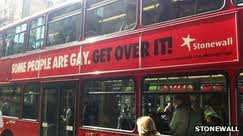 SOME PEOPLE ARE GAY. GET OVER IT!
Stonewall
STONEWALL